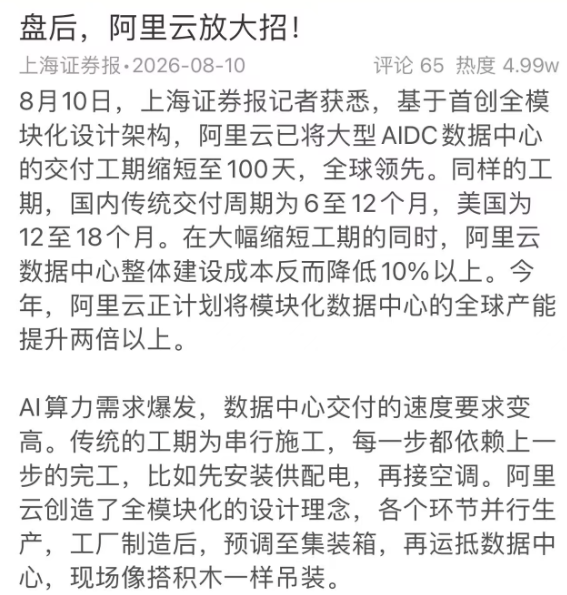 盘后，阿里云放大招！
上海证券报•2026-08-10 评论 65 热度 4.99w
8月10日，上海证券报记者获悉，基于首创全模
块化设计架构，阿里云已将大型AIDC数据中心
的交付工期缩短至100天，全球领先。同样的工
期，国内传统交付周期为6至12个月，美国为
12至18个月。在大幅缩短工期的同时，阿里云
数据中心整体建设成本反而降低10%以上。今
年，阿里云正计划将模块化数据中心的全球产能
提升两倍以上。
AI算力需求爆发，数据中心交付的速度要求变
高。传统的工期为串行施工，每一步都依赖上一
步的完工，比如先安装供配电，再接空调。阿里
云创造了全模块化的设计理念，各个环节并行生
产，工厂制造后，预调至集装箱，再运抵数据中
心，现场像搭积木一样吊装。